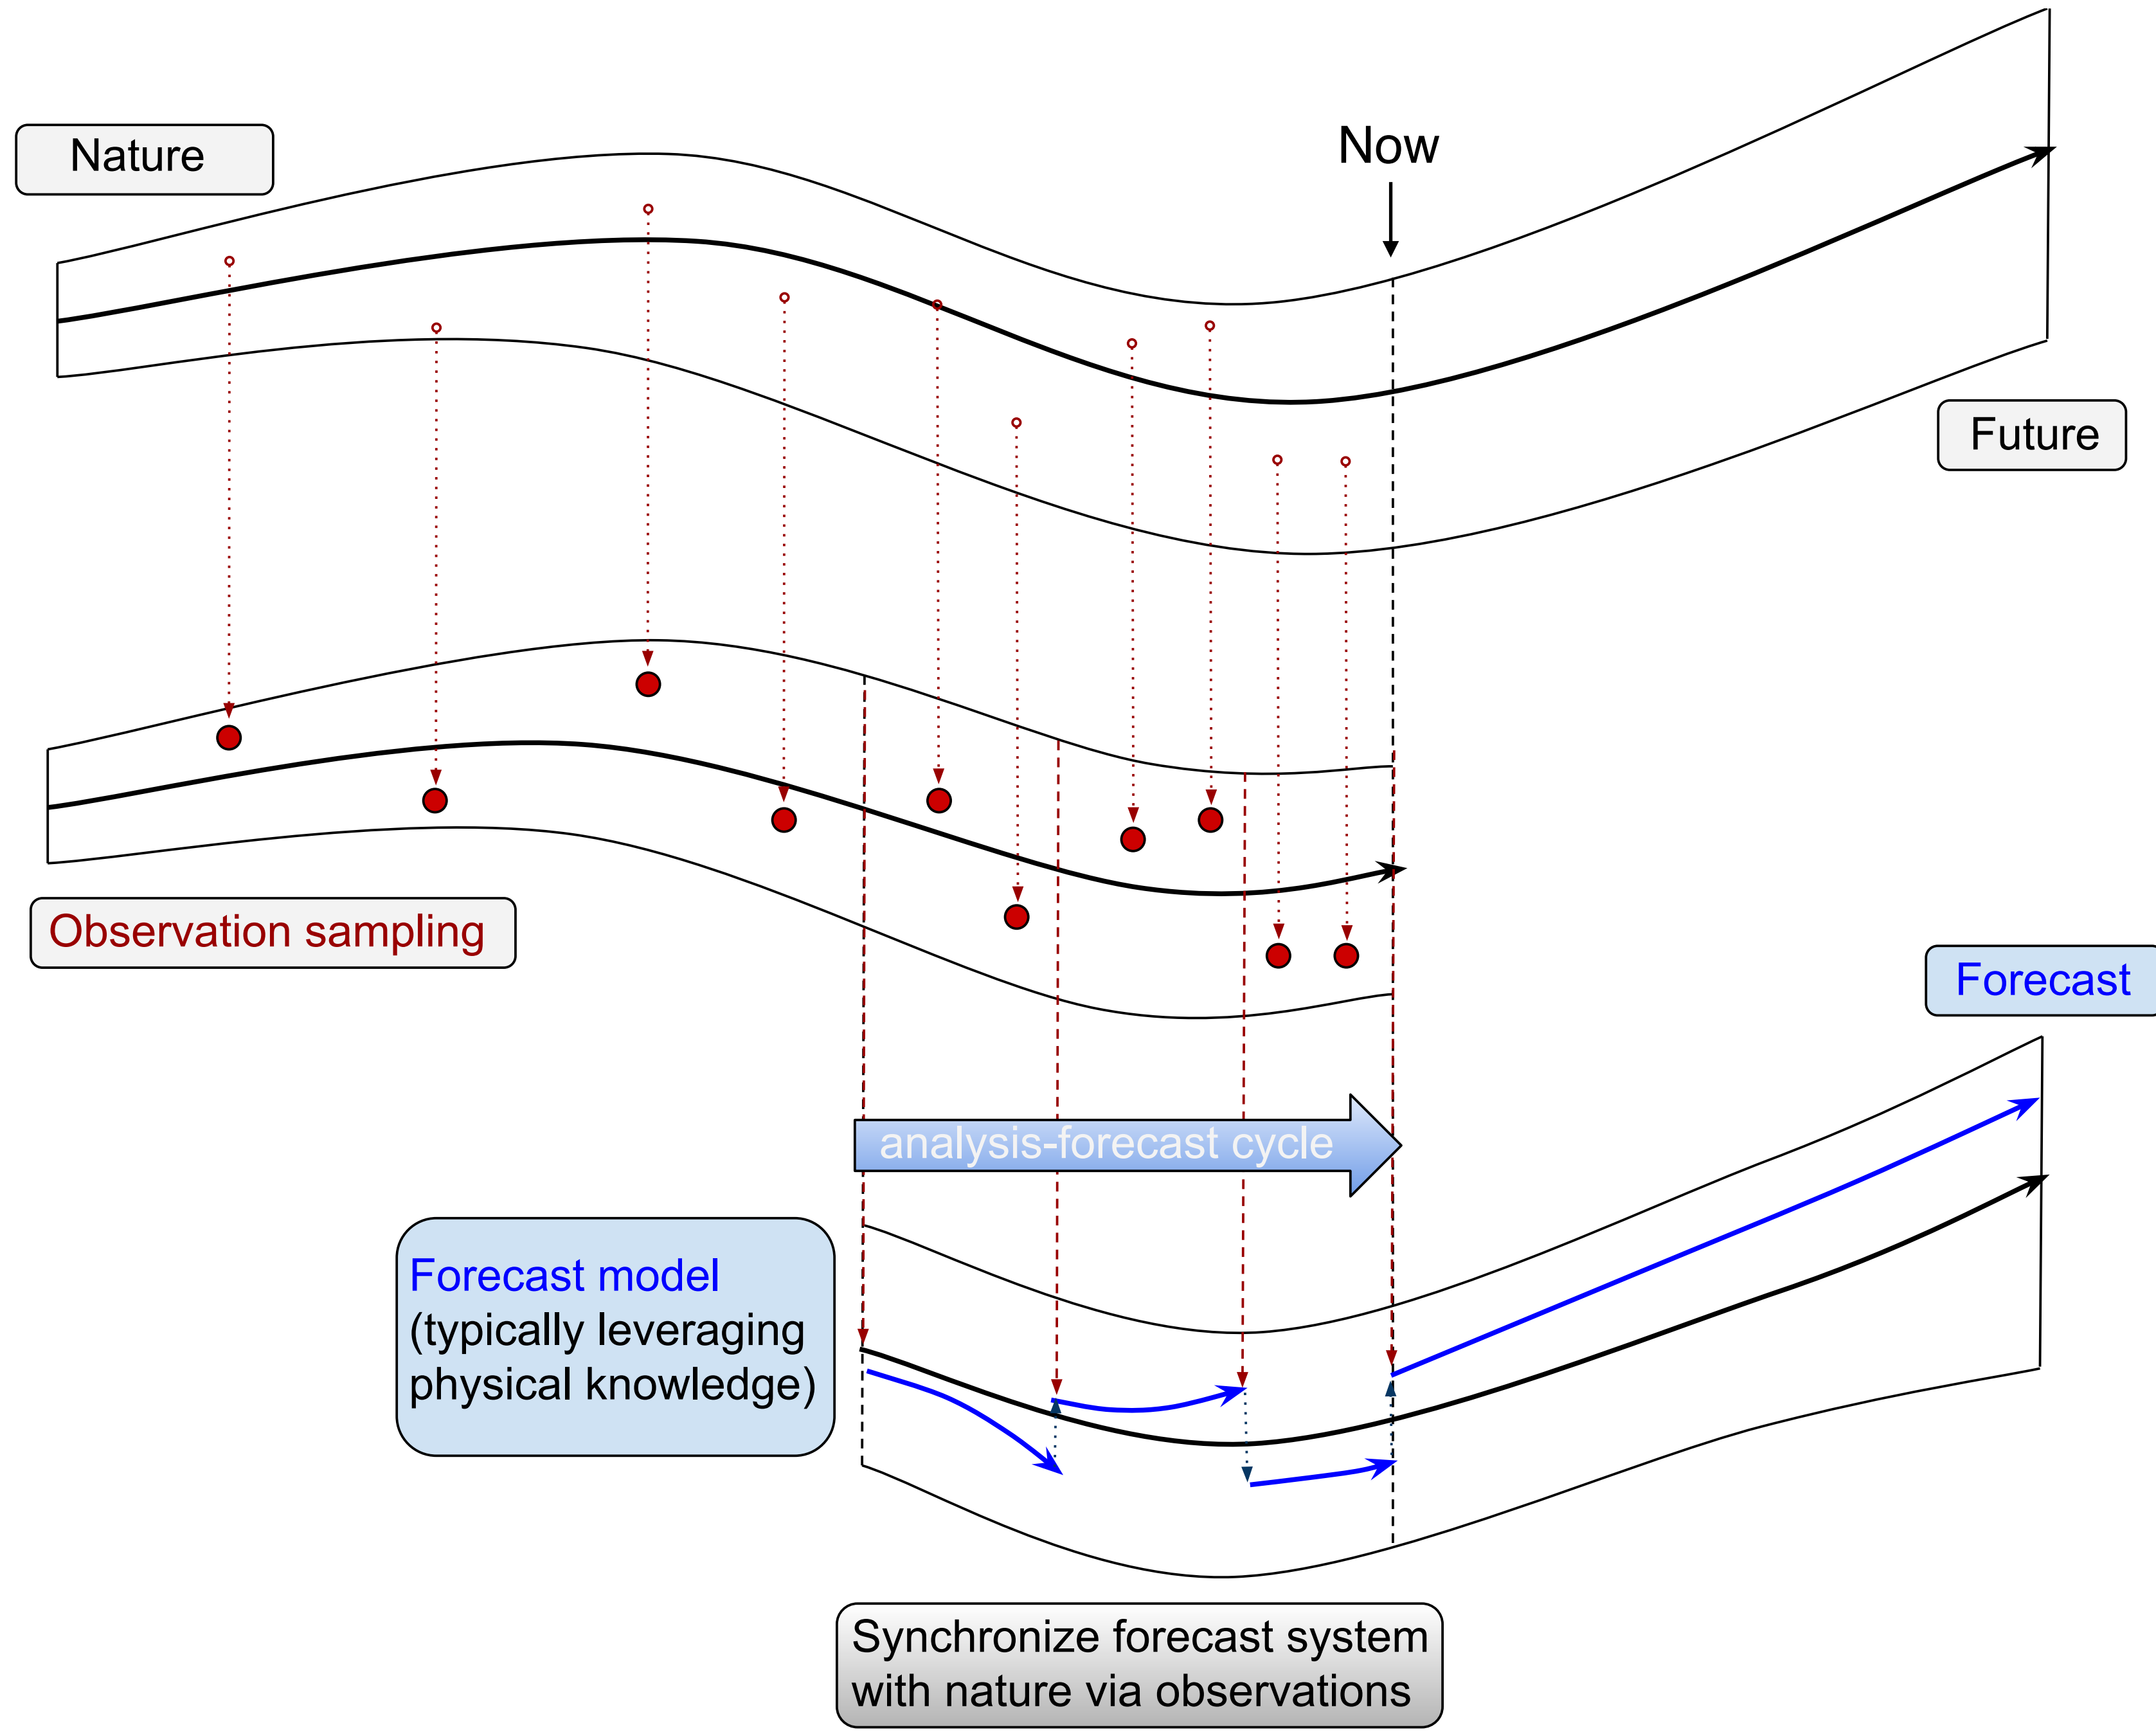 Nature
Now
Future
Observation sampling
Forecast
analysis-forecast cycle
Forecast model
(typically leveraging
physical knowledge)
Synchronize forecast system
with nature via observations